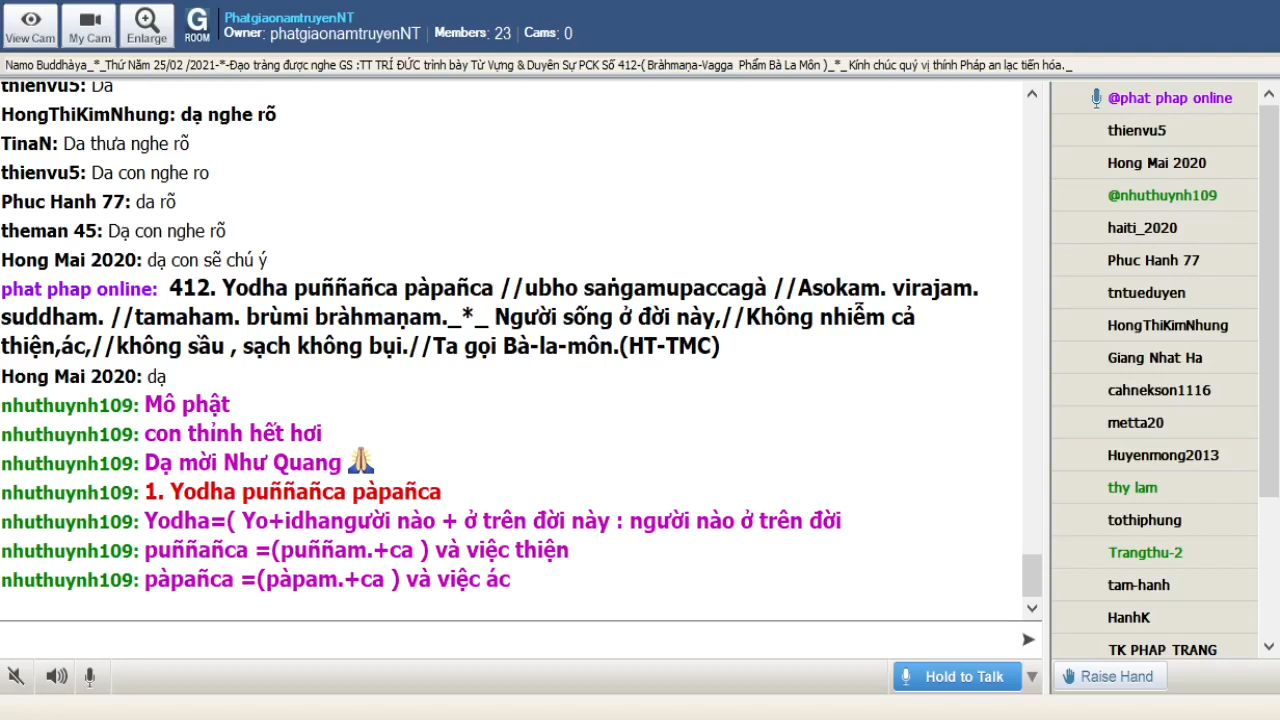 View Cam
My Cam
Enlarge
G
ROOM
PhatgiaonamtruyenNT
Owner: phatgiaonamtruyenNT Members: 23 Cams: 0
Namo Buddhàya_*_Thứ Năm 25/02 /2021-*-Đạo tràng được nghe GS :TT TRÍ ĐỨC trình bày Từ Vựng & Duyên Sự PCK Số 412-( Bràhmaṇa-Vagga Phẩm Bà La Môn )_*_ Kính chúc quý vị thính Pháp an lạc tiến hóa._
thienvu5: Da
HongThiKimNhung: dạ nghe rõ
TinaN: Da thưa nghe rõ
thienvu5: Da con nghe ro
Phuc Hanh 77: da rõ
theman 45: Dạ con nghe rõ
Hong Mai 2020: dạ con sẽ chú ý
phat phap online: 412. Yodha puññañca pàpañca //ubho saṅgamupaccagà //Asokam. virajam.
suddham. //tamaham. brùmi bràhmaṇam._*_ Người sống ở đời này,//Không nhiễm cả
thiện,ác,//không sầu , sạch không bụi.//Ta gọi Bà-la-môn.(HT-TMC)
Hong Mai 2020: dạ
nhuthuynh109: Mô phật
nhuthuynh109: con thỉnh hết hơi
nhuthuynh109: Dạ mời Như Quang 🙏
nhuthuynh109: 1. Yodha puññañca pàpañca
nhuthuynh109: Yodha=( Yo+idhangười nào + ở trên đời này : người nào ở trên đời
nhuthuynh109: puññañca =(puññam.+ca ) và việc thiện
nhuthuynh109: pàpañca =(pàpam.+ca ) và việc ác
@phat phap online
thienvu5
Hong Mai 2020
@nhuthuynh109
haiti_2020
Phuc Hanh 77
tntueduyen
HongThiKimNhung
Giang Nhat Ha
cahnekson1116
metta20
Huyenmong2013
thy lam
tothiphung
Trangthu-2
tam-hanh
HanhK
TK PHAP TRANG
Hold to Talk
Raise Hand